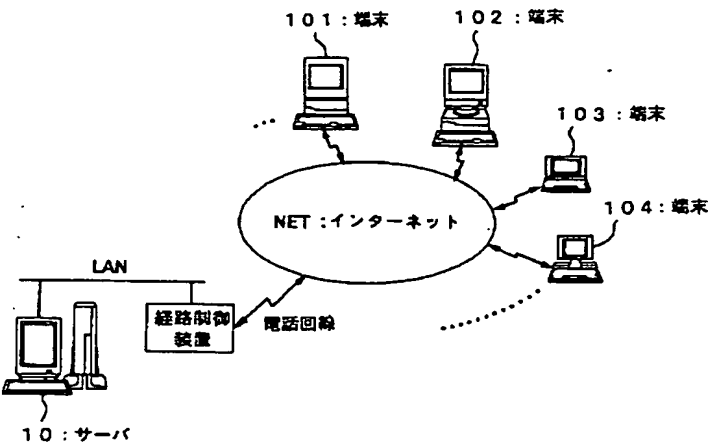 101:端末
102:端末
103:端末
104:端末
NET:インターネット
LAN
経路制御
装置
電話回線
10:サーバ